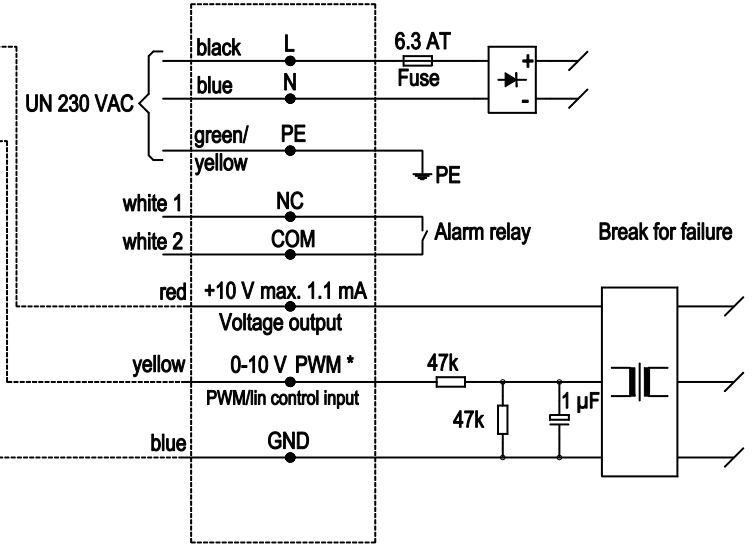 black L 6.3 AT
Fuse
+
-
blue N
UN 230 VAC
green/ PE
yellow
PE
white 1 NC
white 2 COM
Alarm relay
Break for failure
red +10 V max. 1.1 mA
Voltage output
yellow 0-10 V PWM *
PWM/lin control input
47k
47k
1 µF
blue GND